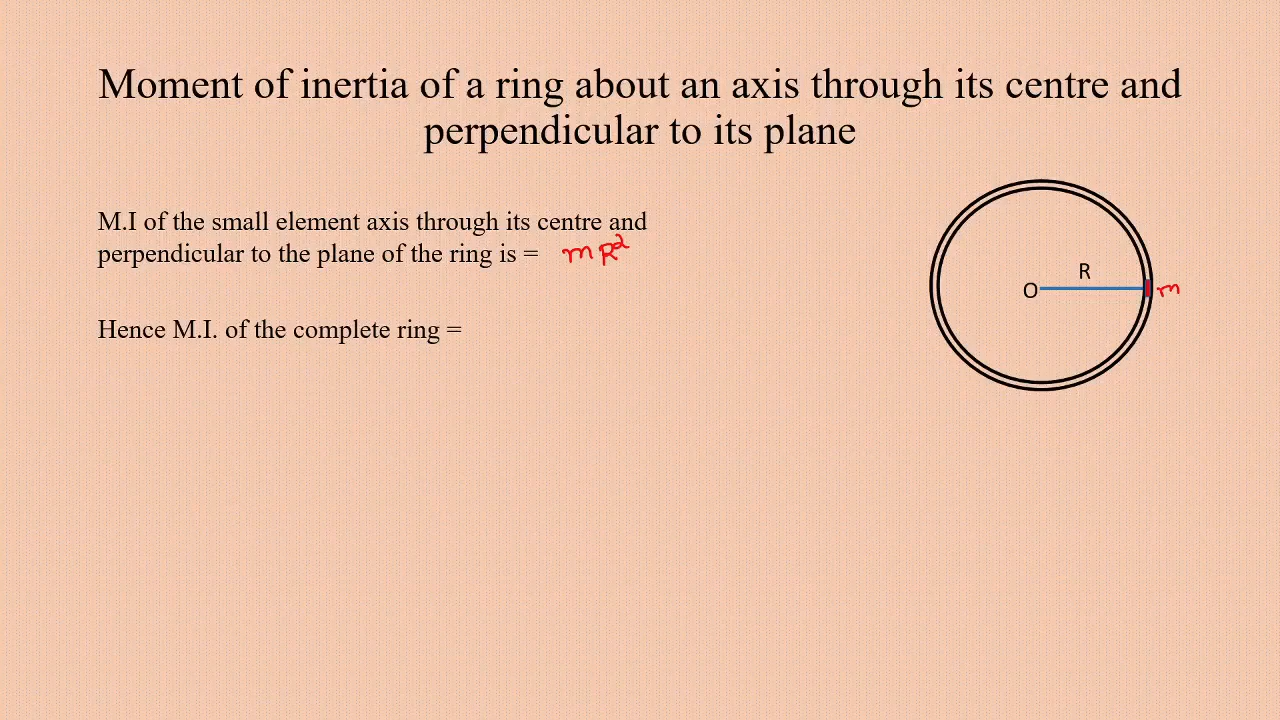 Moment of inertia of a ring about an axis through its centre and
perpendicular to its plane
M.I of the small element axis through its centre and
perpendicular to the plane of the ring is = mR²
Hence M.I. of the complete ring =
R
O
m